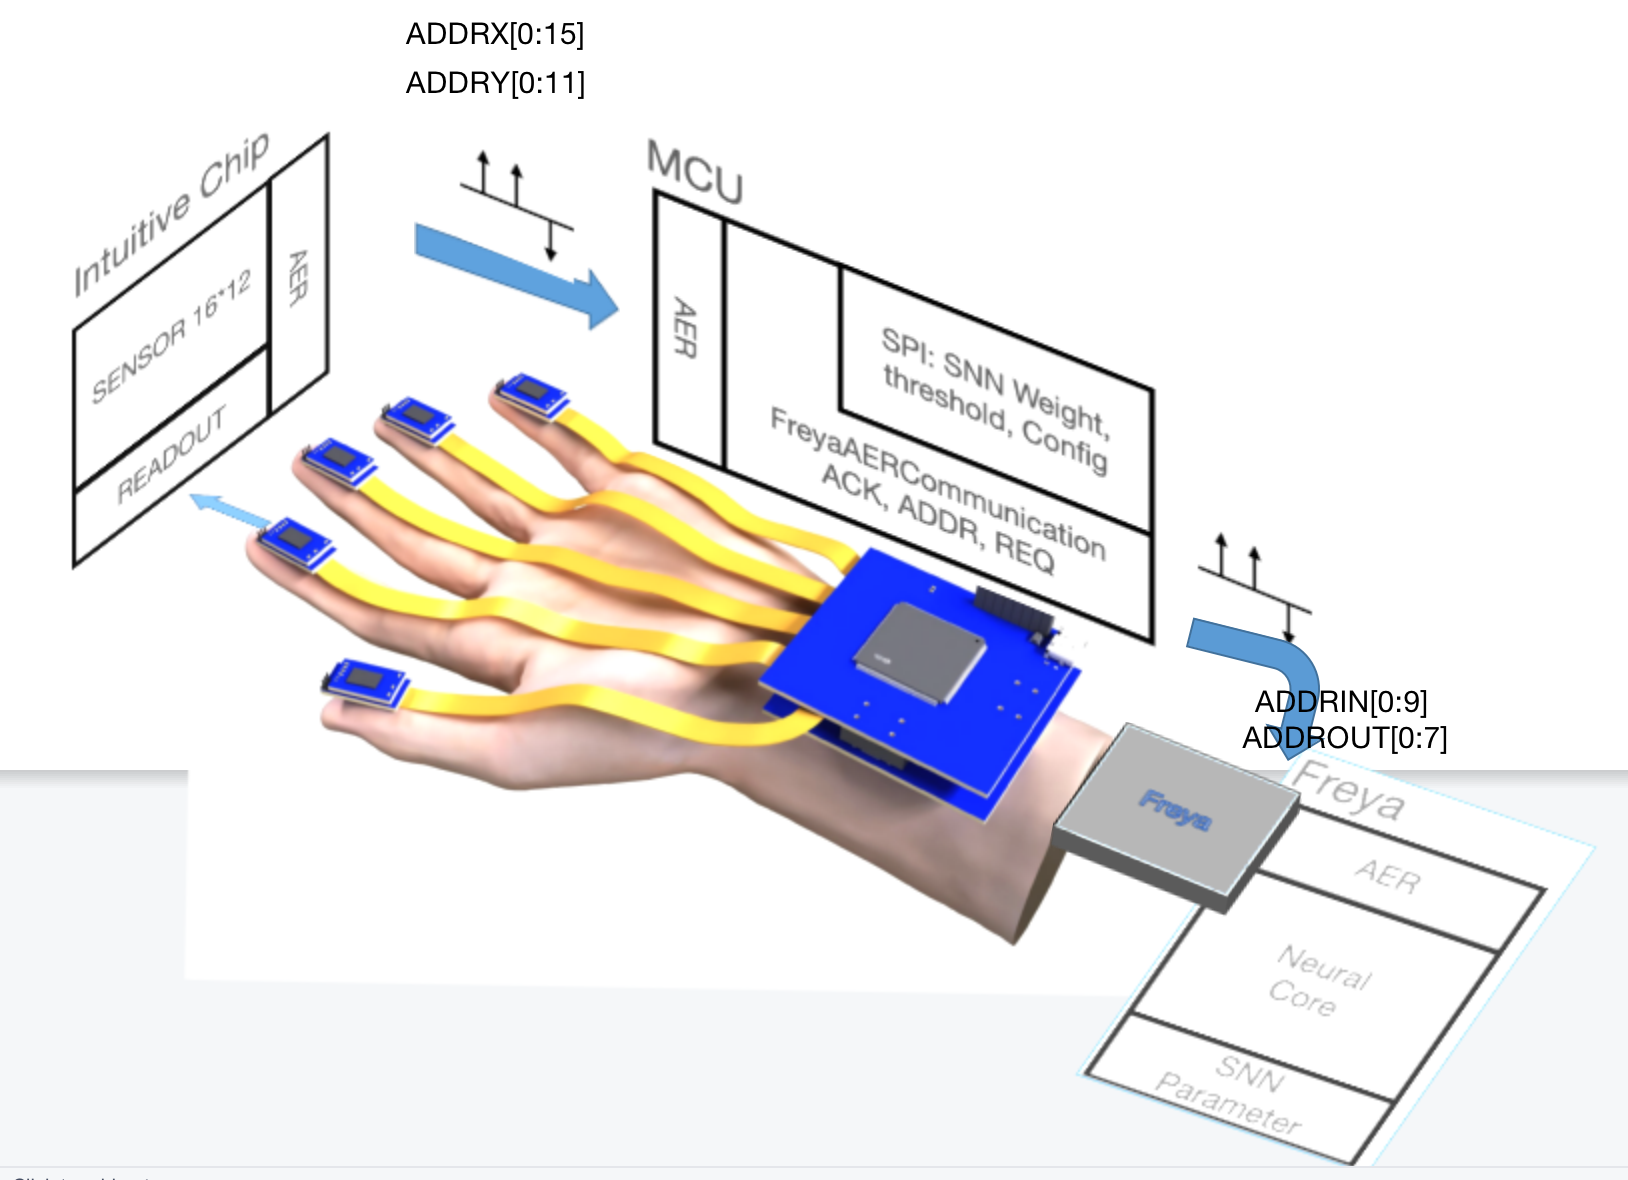 ADDRX[0:15]
ADDRY[0:11]
Intuitive Chip
SENSOR 16*12
AER
READOUT
MCU
AER
SPI: SNN Weight,
threshold, Config
FreyaAERCommunication
ACK, ADDR, REQ
ADDRIN[0:9]
ADDROUT[0:7]
Freya
Freya
AER
Neural
Core
SNN
Parameter